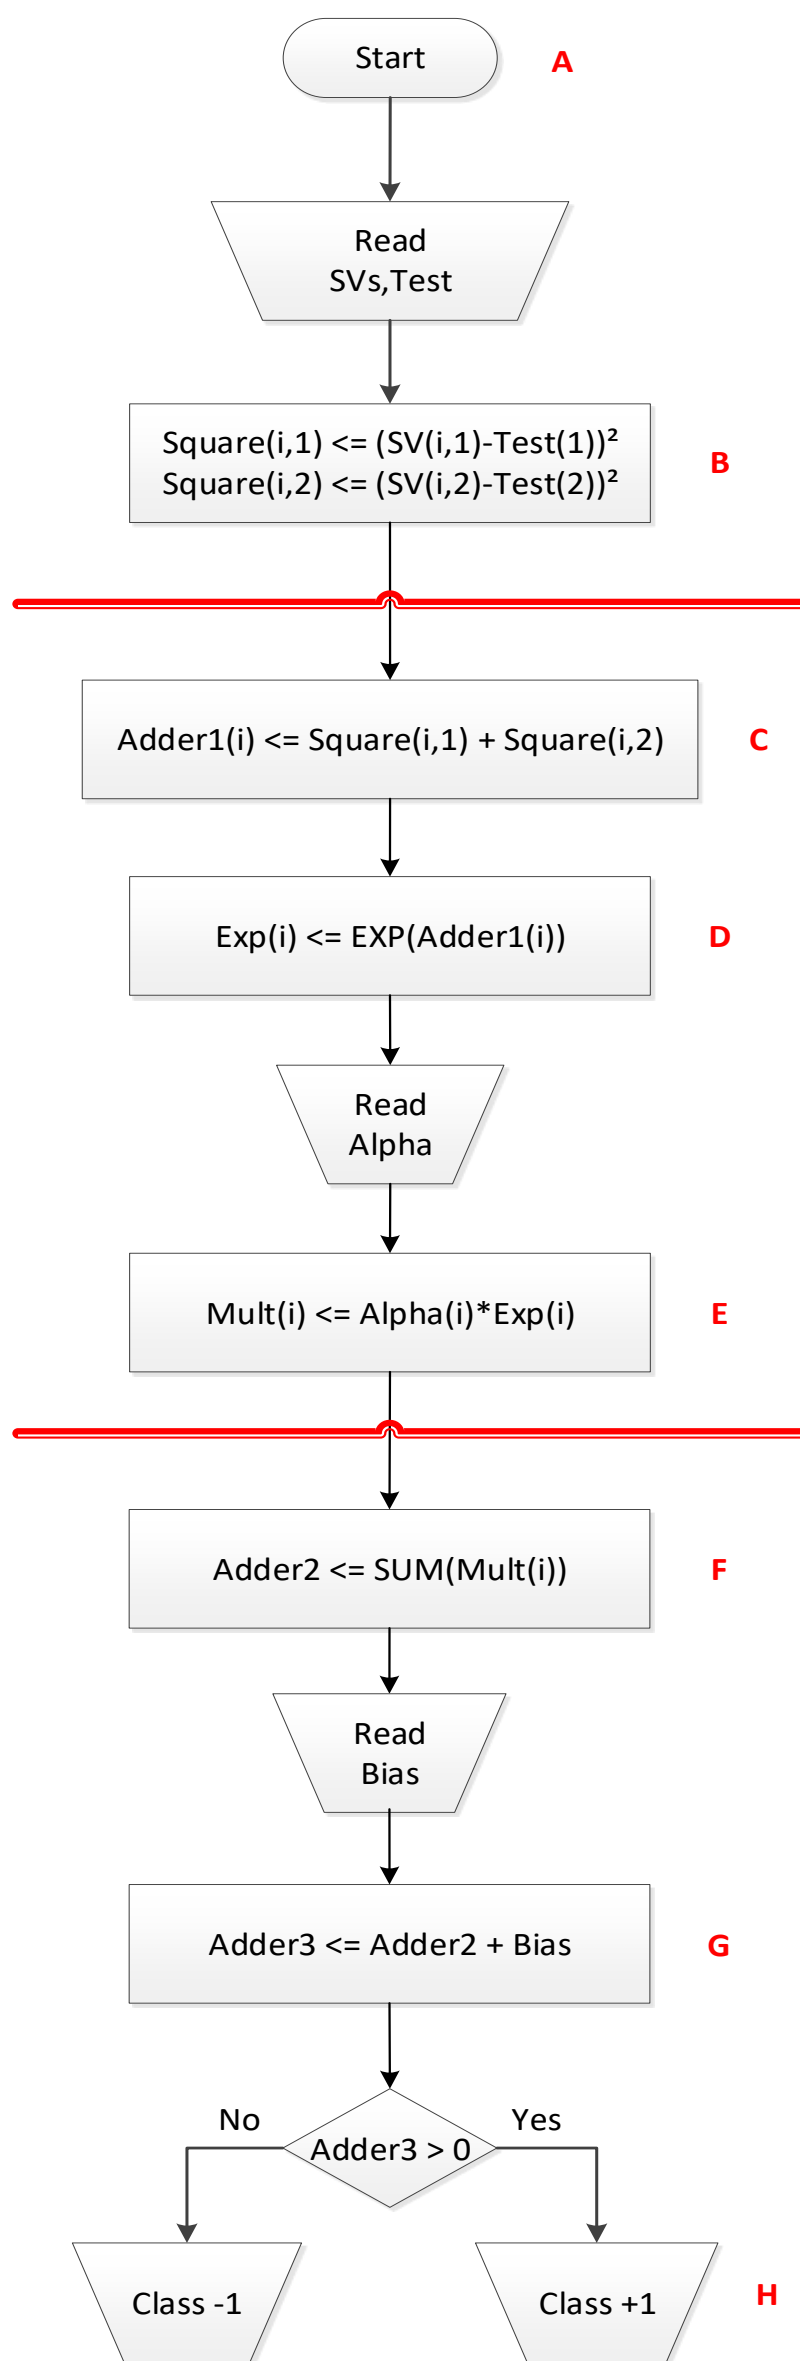 Start
A
Read
SVs,Test
Square(i,1) <= (SV(i,1)-Test(1))²
Square(i,2) <= (SV(i,2)-Test(2))²
B
Adder1(i) <= Square(i,1) + Square(i,2)
C
Exp(i) <= EXP(Adder1(i))
D
Read
Alpha
Mult(i) <= Alpha(i)*Exp(i)
E
Adder2 <= SUM(Mult(i))
F
Read
Bias
Adder3 <= Adder2 + Bias
G
No
Yes
Adder3 > 0
Class -1
Class +1
H